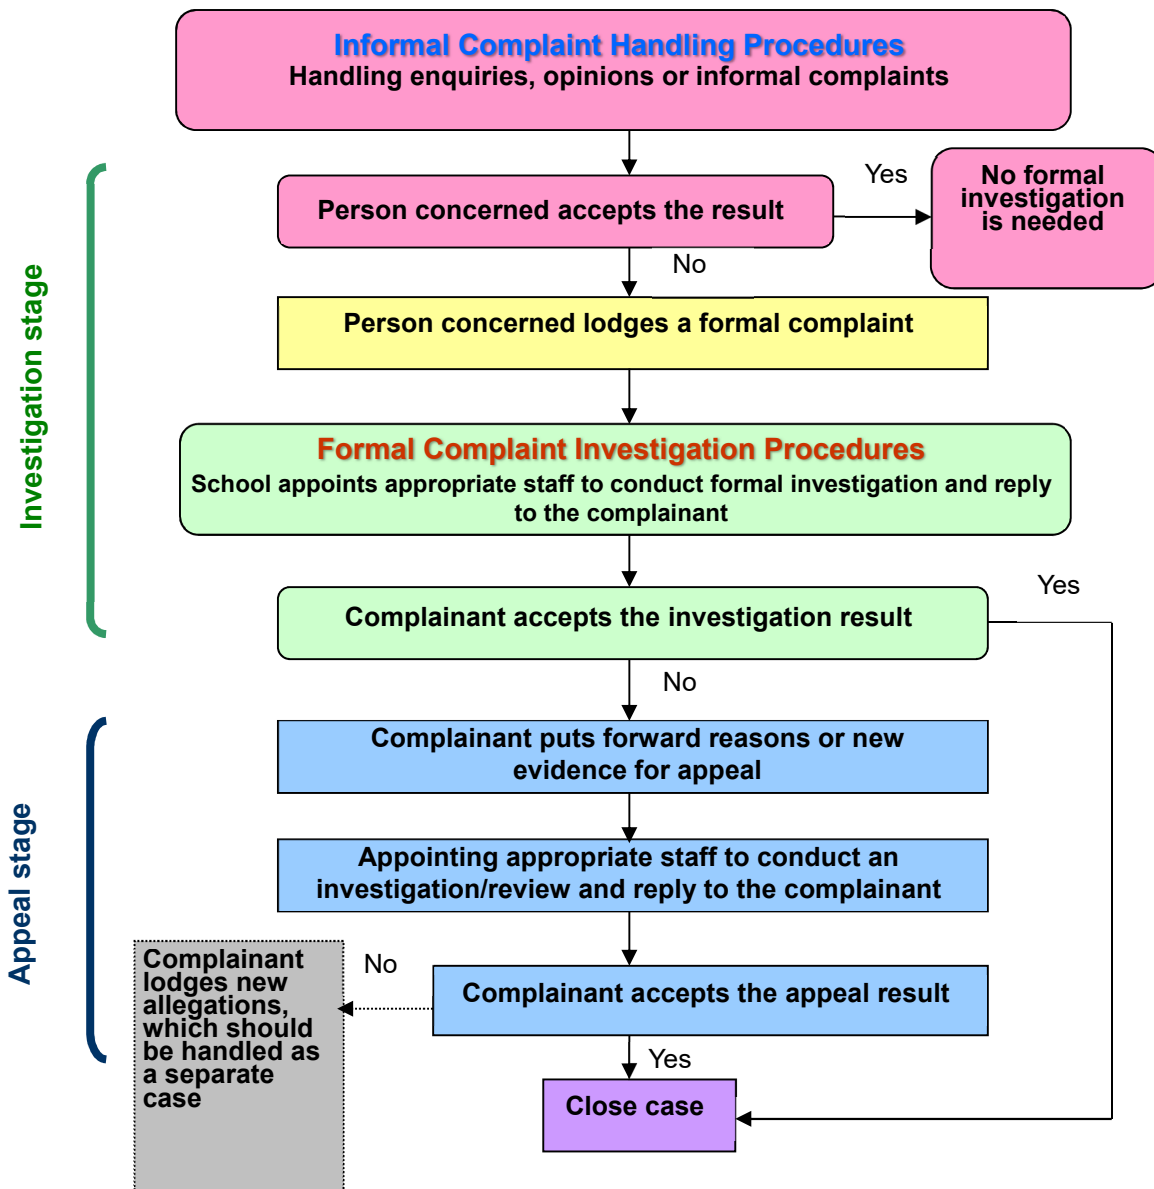 Informal Complaint Handling Procedures
Handling enquiries, opinions or informal complaints
Person concerned accepts the result
Yes
No formal
investigation
is needed
No
Person concerned lodges a formal complaint
Investigation stage
Formal Complaint Investigation Procedures
School appoints appropriate staff to conduct formal investigation and reply
to the complainant
Complainant accepts the investigation result
Yes
No
Complainant puts forward reasons or new
evidence for appeal
Appointing appropriate staff to conduct an
investigation/review and reply to the complainant
Appeal stage
Complainant
lodges new
allegations,
which should
be handled as
a separate
case
No
Complainant accepts the appeal result
Yes
Close case